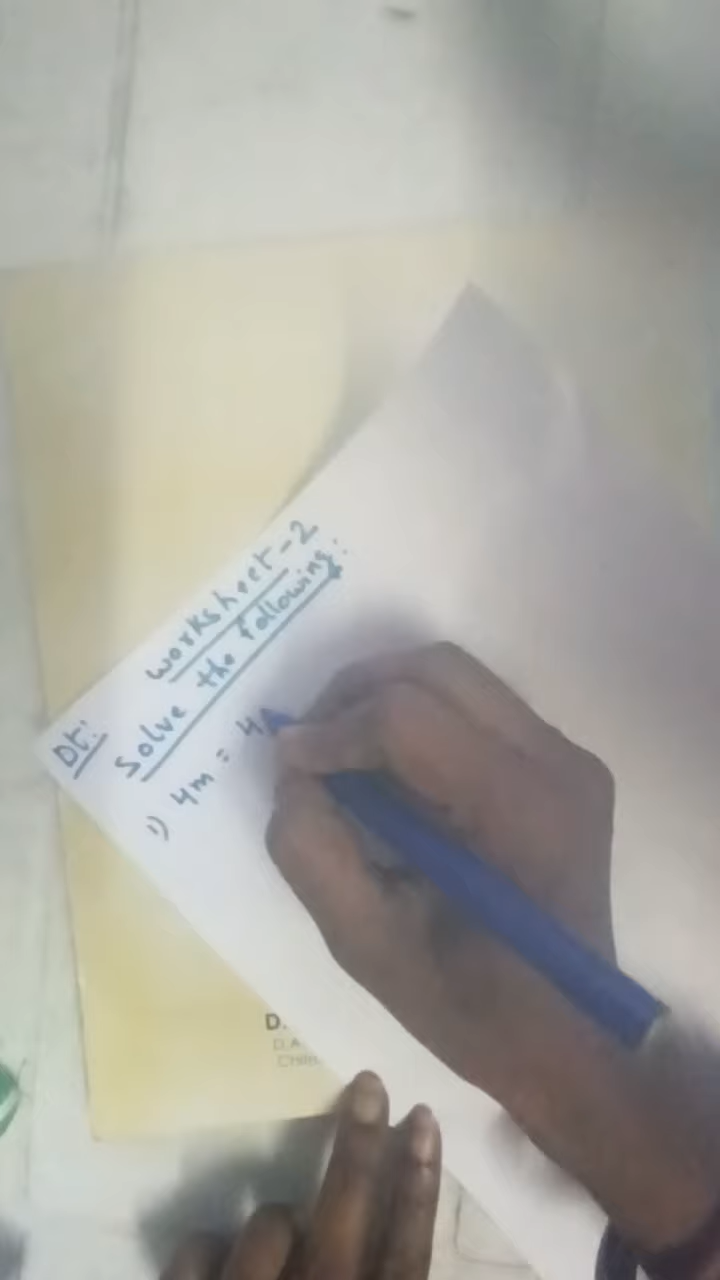 Dt:
Worksheet-2
Solve the following:
1) 4m = 4
D.
D.A